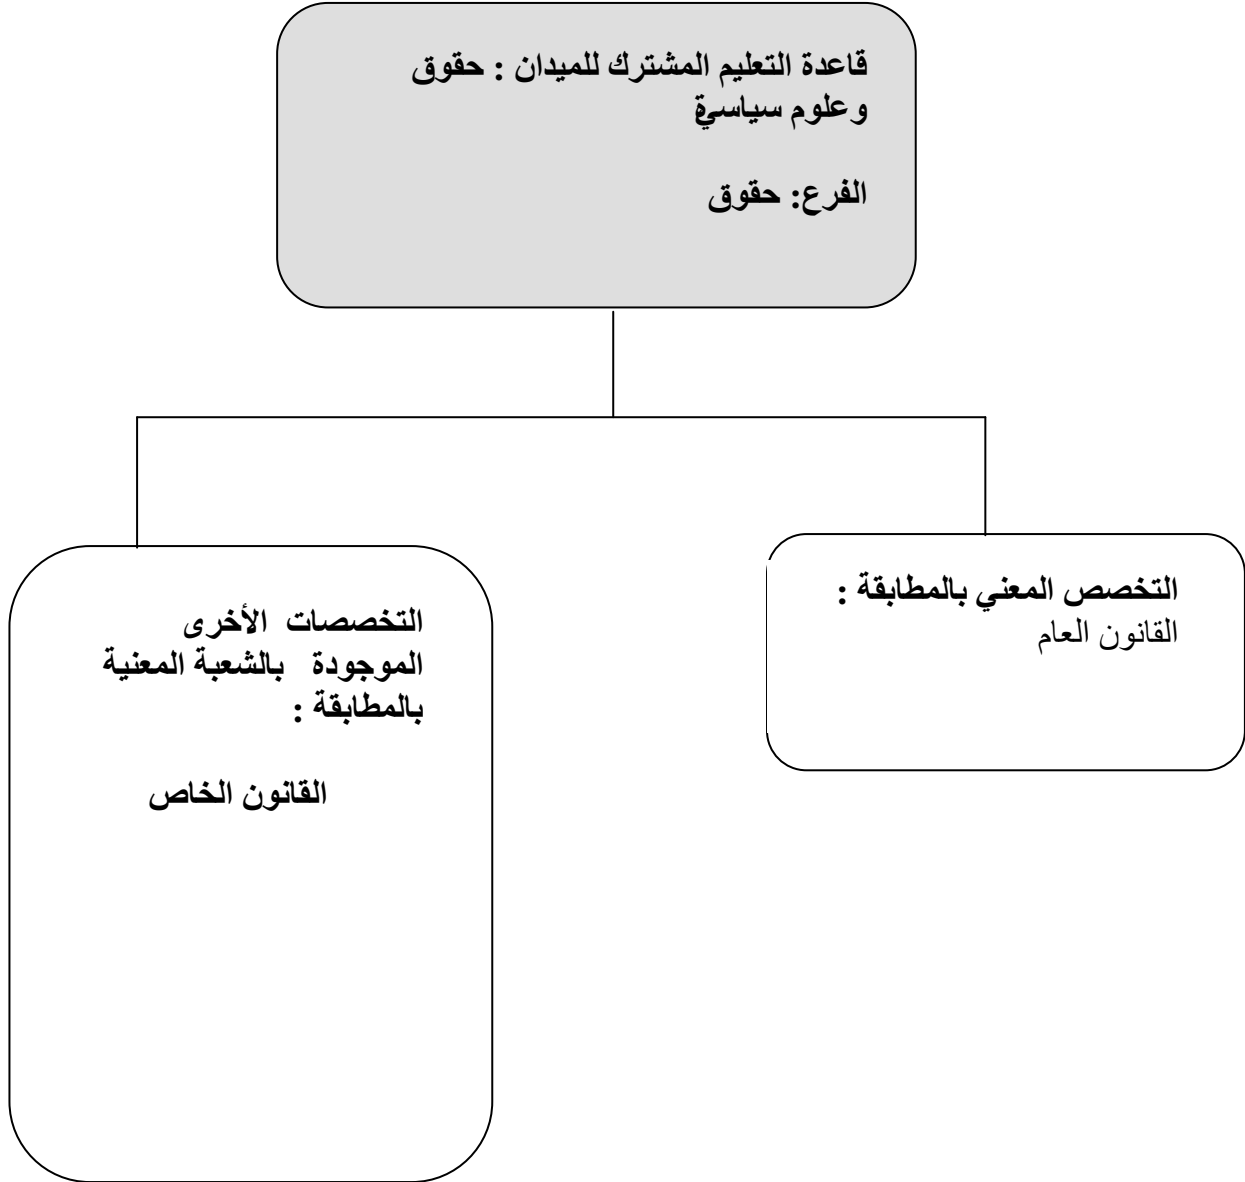 قاعدة التعليم المشترك للميدان : حقوق
وعلوم سياسية
الفرع: حقوق
التخصص المعني بالمطابقة :
القانون العام
التخصصات الأخرى
الموجودة بالشعبة المعنية
بالمطابقة :
القانون الخاص